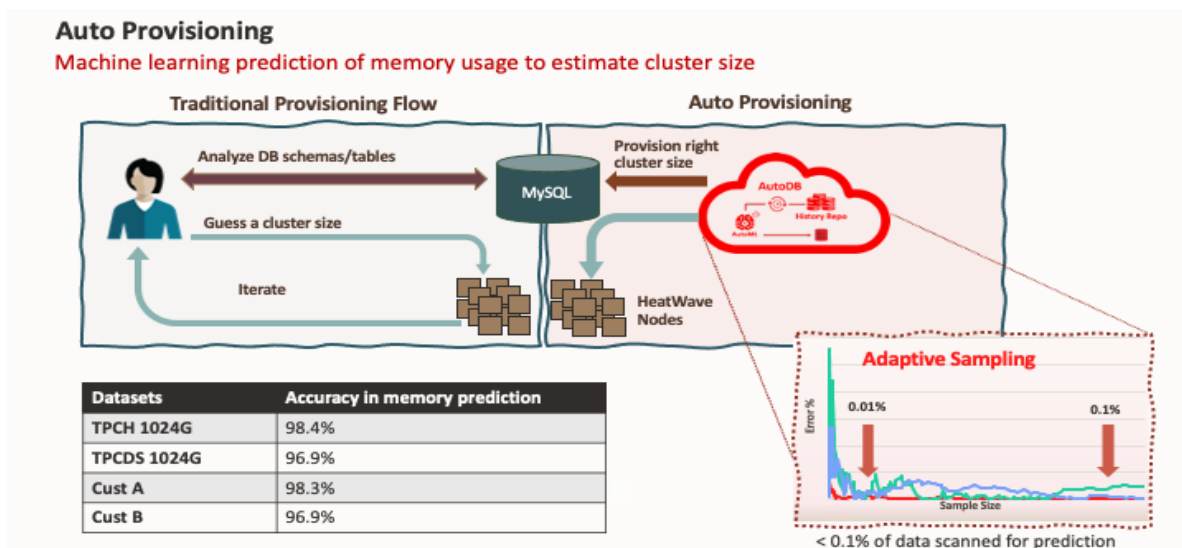 Auto Provisioning
Machine learning prediction of memory usage to estimate cluster size
Traditional Provisioning Flow
Auto Provisioning
Analyze DB schemas/tables
MySQL
Guess a cluster size
Iterate
Provision right
cluster size
AutoDB
History Repo
AutoML
HeatWave
Nodes
Datasets Accuracy in memory prediction
TPCH 1024G 98.4%
TPCDS 1024G 96.9%
Cust A 98.3%
Cust B 96.9%
Adaptive Sampling
0.01%
0.1%
Error %
Sample Size
< 0.1% of data scanned for prediction